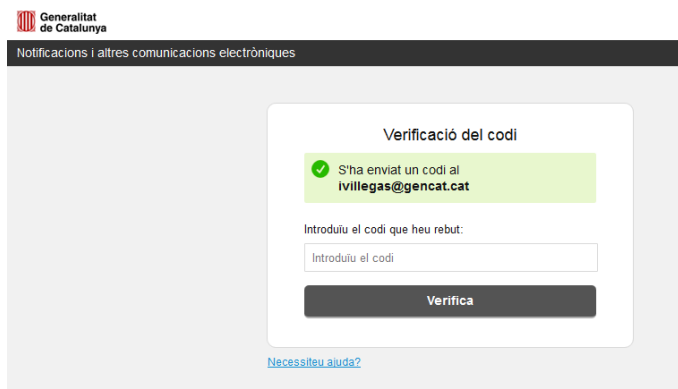 Generalitat
de Catalunya
Notificacions i altres comunicacions electròniques
Verificació del codi
S'ha enviat un codi al
ivillegas@gencat.cat
Introduïu el codi que heu rebut:
Introduïu el codi
Verifica
Necessiteu ajuda?